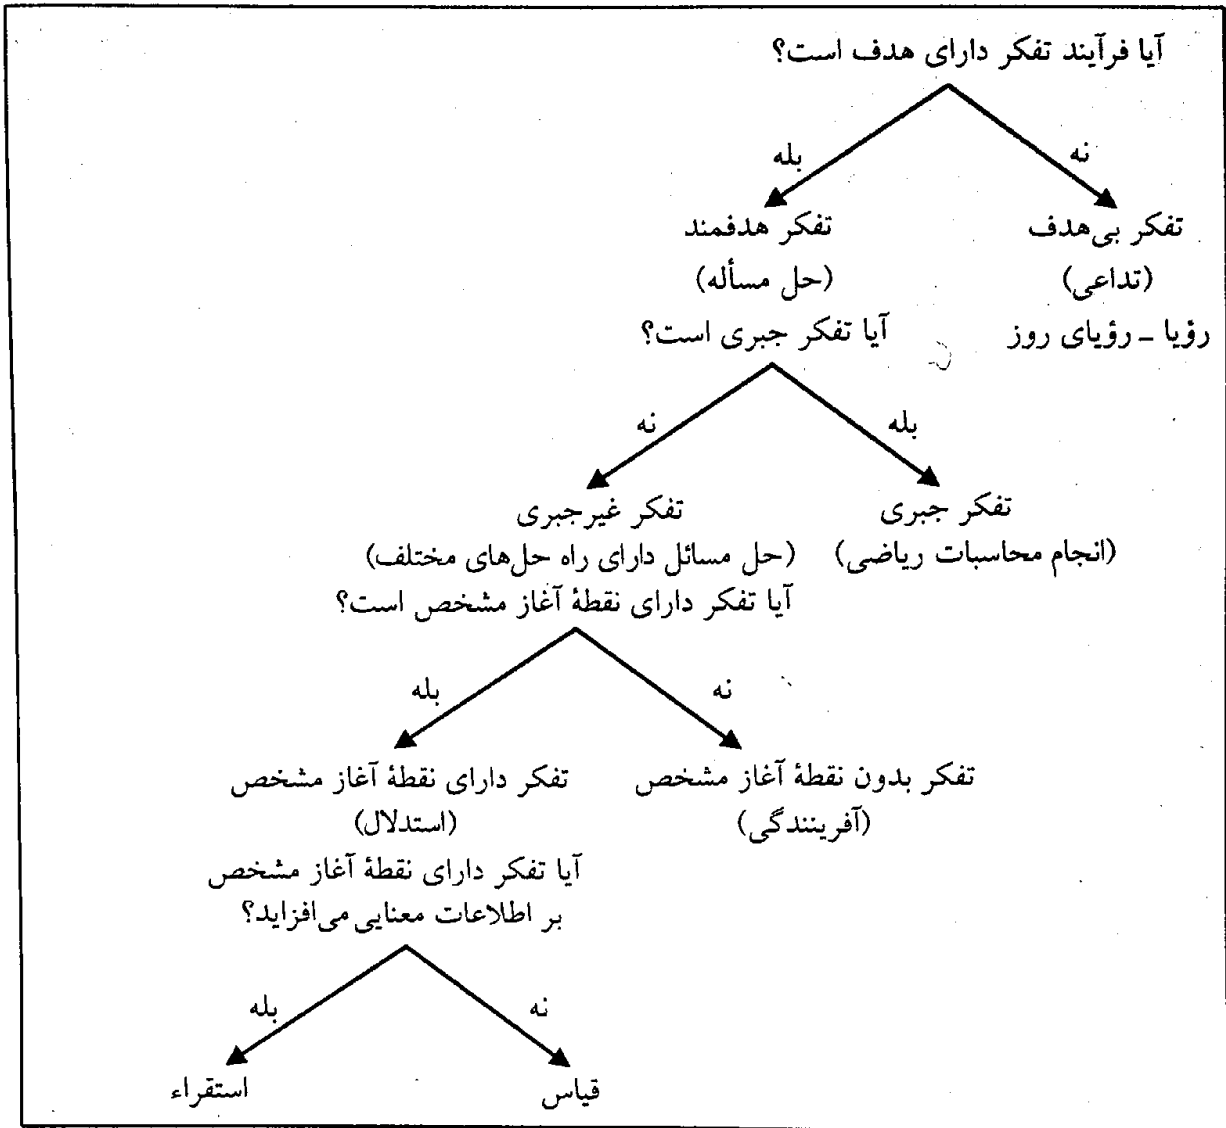 آیا فرآیند تفکر دارای هدف است؟
نه
بله
تفکر بی‌هدف
تفکر هدفمند
(تداعی)
(حل مسأله)
رؤیا ـ رؤیای روز
آیا تفکر جبری است؟
بله
نه
تفکر جبری
تفکر غیرجبری
(انجام محاسبات ریاضی)
(حل مسائل دارای راه حل‌های مختلف)
آیا تفکر دارای نقطهٔ آغاز مشخص است؟
نه
بله
تفکر بدون نقطهٔ آغاز مشخص
تفکر دارای نقطهٔ آغاز مشخص
(آفرینندگی)
(استدلال)
آیا تفکر دارای نقطهٔ آغاز مشخص
بر اطلاعات معنایی می‌افزاید؟
نه
بله
قیاس
استقراء